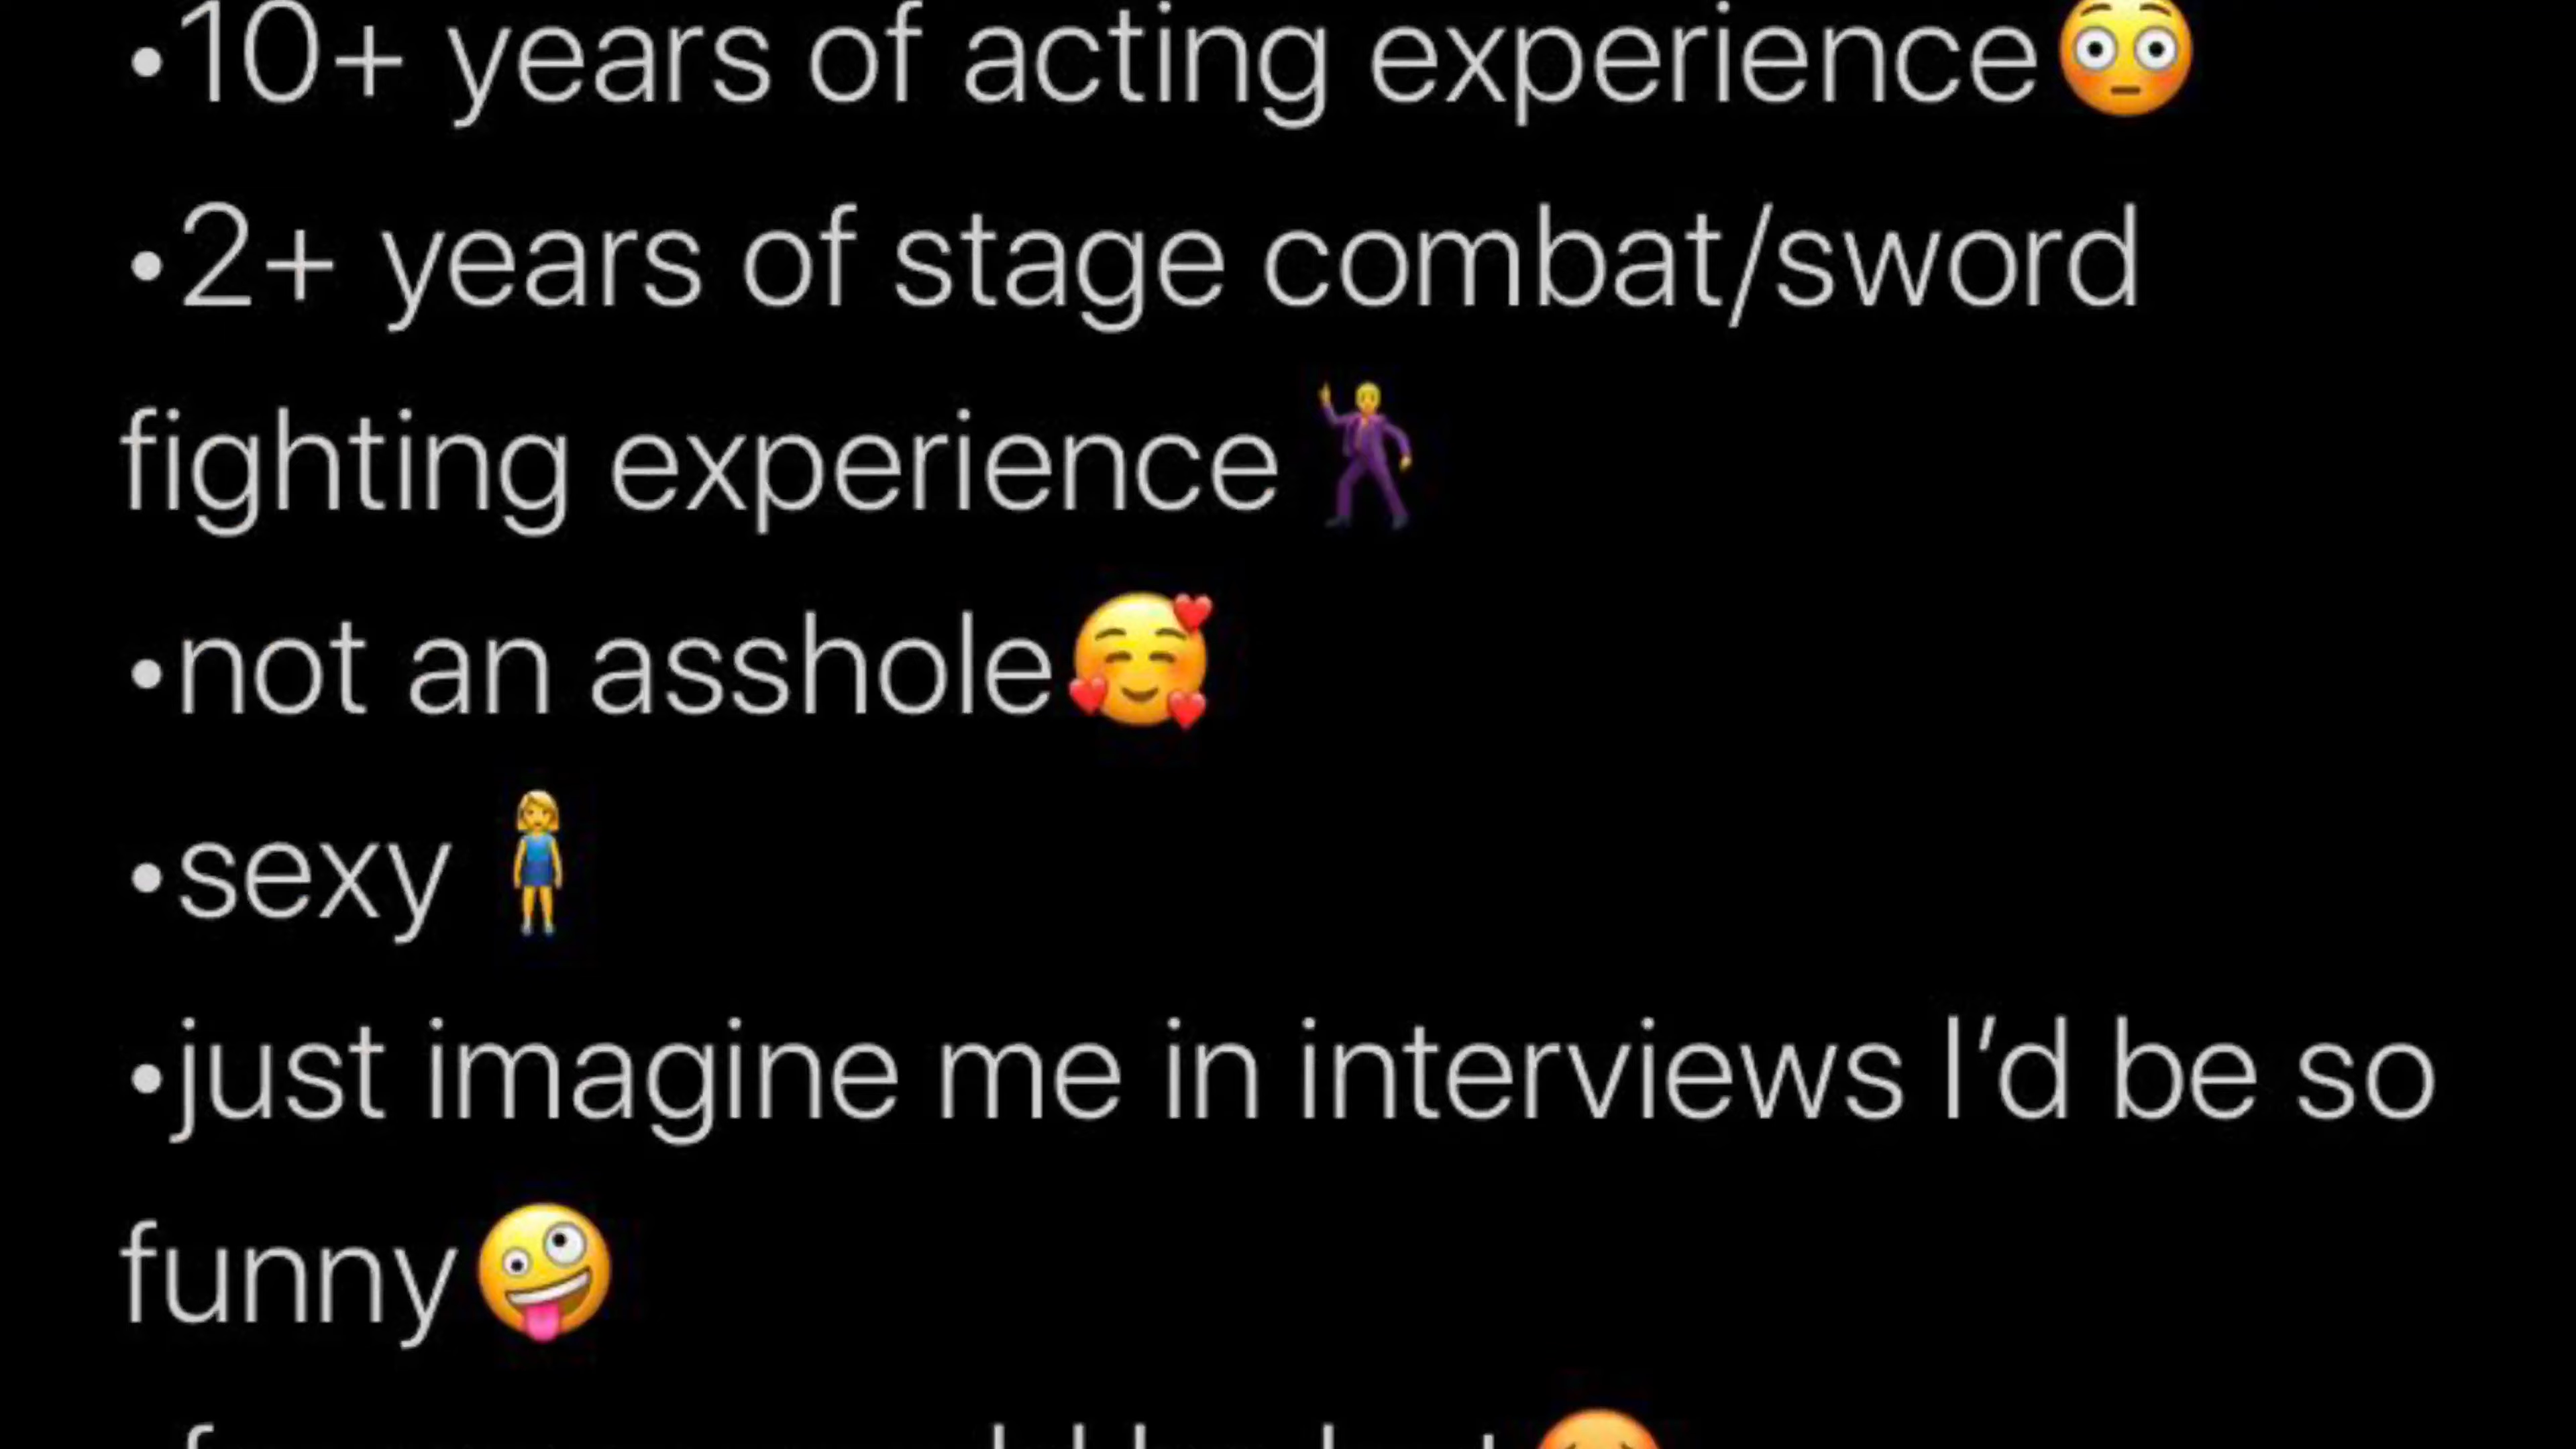 •10+ years of acting experience😳
•2+ years of stage combat/sword
fighting experience🕺
•not an asshole🥰
•sexy🧍‍♀️
•just imagine me in interviews I’d be so
funny🤪